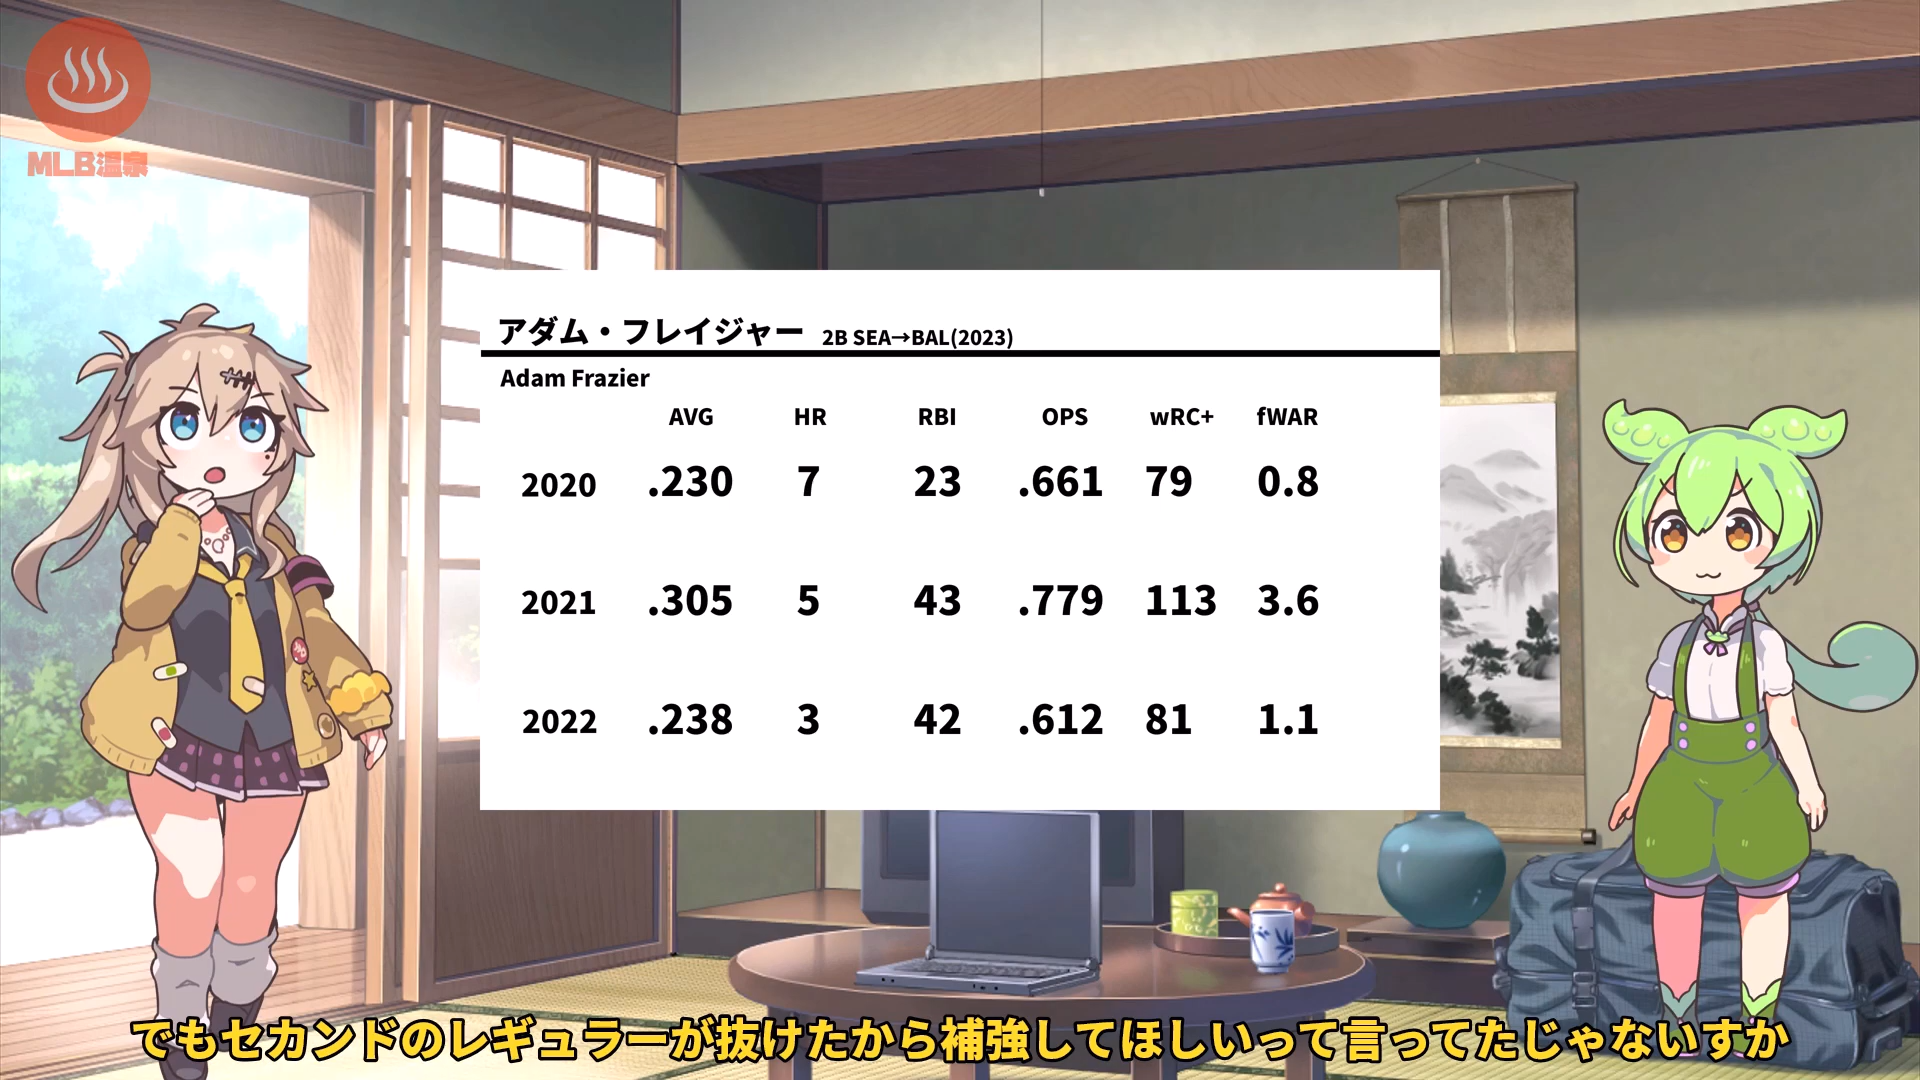 MLB温泉
アダム・フレイジャー 2B SEA→BAL(2023)
Adam Frazier
AVG HR RBI OPS wRC+ fWAR
2020 .230 7 23 .661 79 0.8
2021 .305 5 43 .779 113 3.6
2022 .238 3 42 .612 81 1.1
でもセカンドのレギュラーが抜けたから補強してほしいって言ってたじゃないすか